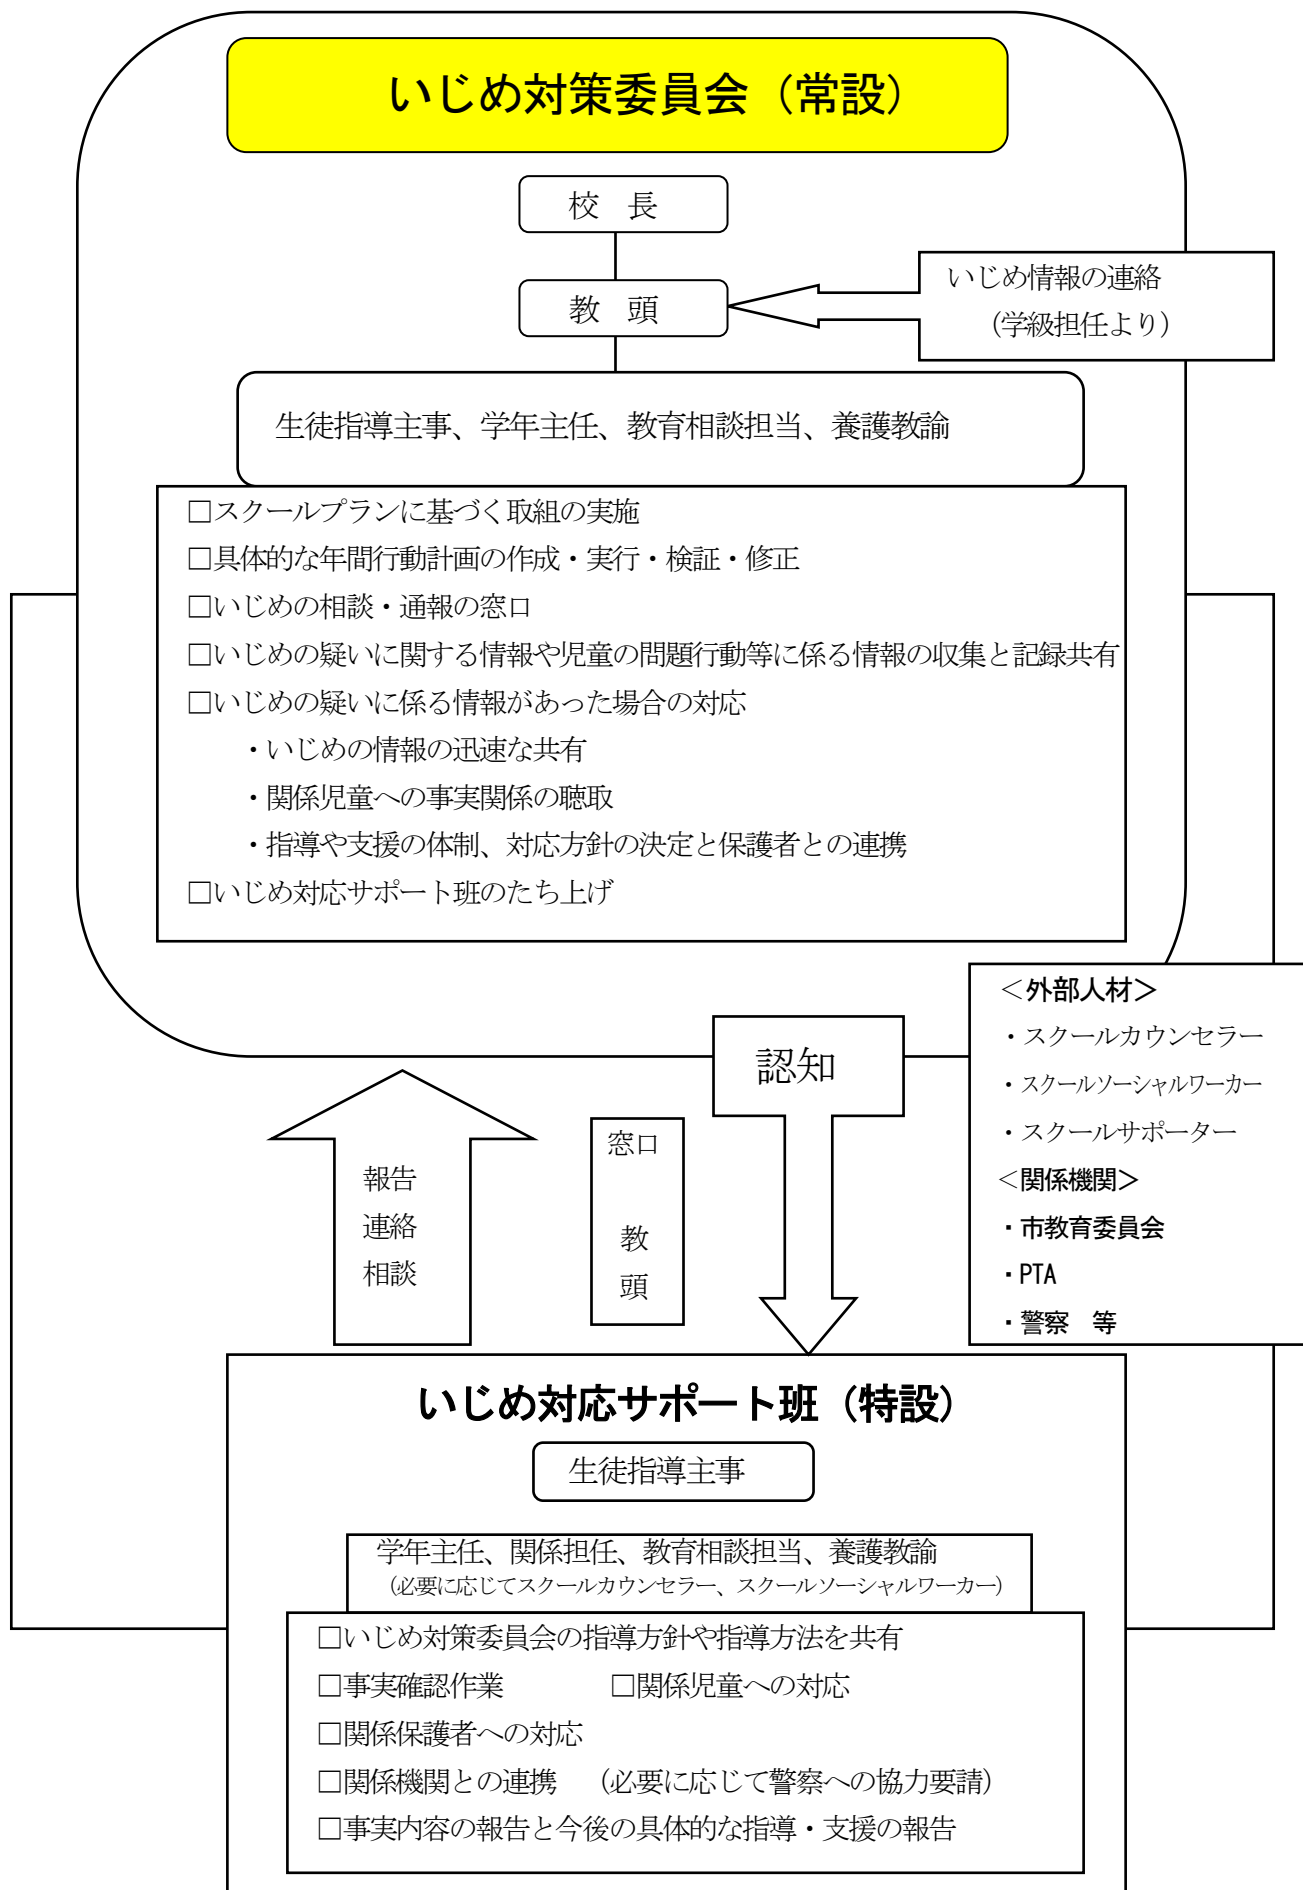 いじめ対策委員会（常設）
校　長
教　頭
いじめ情報の連絡
（学級担任より）
生徒指導主事、学年主任、教育相談担当、養護教諭
□スクールプランに基づく取組の実施
□具体的な年間行動計画の作成・実行・検証・修正
□いじめの相談・通報の窓口
□いじめの疑いに関する情報や児童の問題行動等に係る情報の収集と記録共有
□いじめの疑いに係る情報があった場合の対応
・いじめの情報の迅速な共有
・関係児童への事実関係の聴取
・指導や支援の体制、対応方針の決定と保護者との連携
□いじめ対応サポート班のたち上げ
＜外部人材＞
・スクールカウンセラー
・スクールソーシャルワーカー
・スクールサポーター
＜関係機関＞
・市教育委員会
・PTA
・警察　等
認知
窓口
教
頭
報告
連絡
相談
いじめ対応サポート班（特設）
生徒指導主事
学年主任、関係担任、教育相談担当、養護教諭
（必要に応じてスクールカウンセラー、スクールソーシャルワーカー）
□いじめ対策委員会の指導方針や指導方法を共有
□事実確認作業　　　　□関係児童への対応
□関係保護者への対応
□関係機関との連携　（必要に応じて警察への協力要請）
□事実内容の報告と今後の具体的な指導・支援の報告